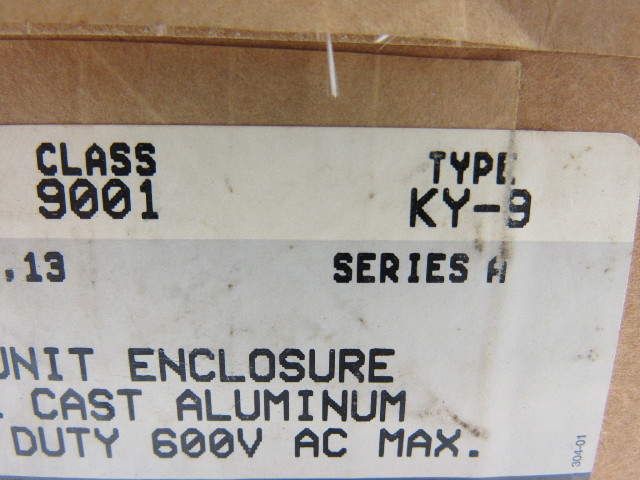 CLASS TYPE
9001 KY-9
.13 SERIES A
UNIT ENCLOSURE
CAST ALUMINUM
DUTY 600V AC MAX.
304-01